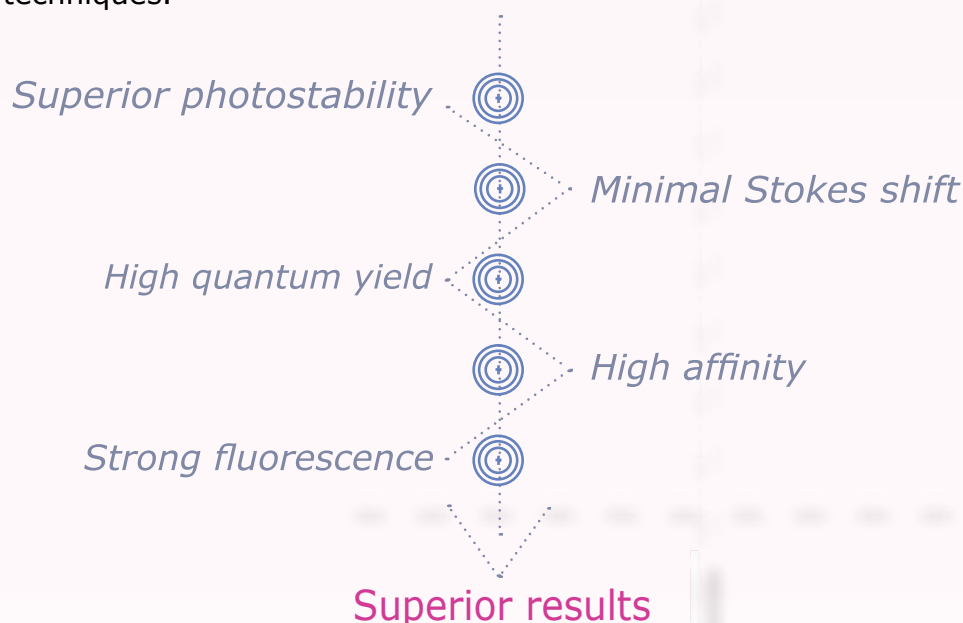 techniques.
Superior photostability
Minimal Stokes shift
High quantum yield
High affinity
Strong fluorescence
Superior results